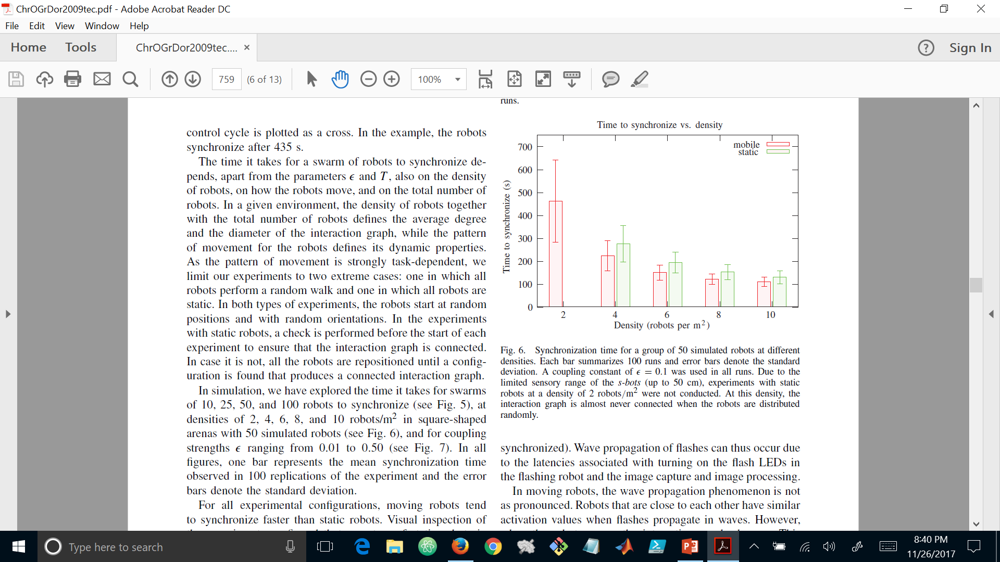 ChrOGrDor2009tec.pdf - Adobe Acrobat Reader DC
File Edit View Window Help
Home Tools ChrOGrDor2009tec.... × ? Sign In
759 (6 of 13) 100%
control cycle is plotted as a cross. In the example, the robots
synchronize after 435 s.
The time it takes for a swarm of robots to synchronize de-
pends, apart from the parameters ϵ and T, also on the density
of robots, on how the robots move, and on the total number of
robots. In a given environment, the density of robots together
with the total number of robots defines the average degree
and the diameter of the interaction graph, while the pattern
of movement for the robots defines its dynamic properties.
As the pattern of movement is strongly task-dependent, we
limit our experiments to two extreme cases: one in which all
robots perform a random walk and one in which all robots are
static. In both types of experiments, the robots start at random
positions and with random orientations. In the experiments
with static robots, a check is performed before the start of each
experiment to ensure that the interaction graph is connected.
In case it is not, all the robots are repositioned until a config-
uration is found that produces a connected interaction graph.
In simulation, we have explored the time it takes for swarms
of 10, 25, 50, and 100 robots to synchronize (see Fig. 5), at
densities of 2, 4, 6, 8, and 10 robots/m² in square-shaped
arenas with 50 simulated robots (see Fig. 6), and for coupling
strengths ϵ ranging from 0.01 to 0.50 (see Fig. 7). In all
figures, one bar represents the mean synchronization time
observed in 100 replications of the experiment and the error
bars denote the standard deviation.
For all experimental configurations, moving robots tend
to synchronize faster than static robots. Visual inspection of
runs.
Time to synchronize vs. density
mobile
static
700
600
500
400
300
200
100
0
Time to synchronize (s)
2 4 6 8 10
Density (robots per m²)
Fig. 6. Synchronization time for a group of 50 simulated robots at different
densities. Each bar summarizes 100 runs and error bars denote the standard
deviation. A coupling constant of ϵ = 0.1 was used in all runs. Due to the
limited sensory range of the s-bots (up to 50 cm), experiments with static
robots at a density of 2 robots/m² were not conducted. At this density, the
interaction graph is almost never connected when the robots are distributed
randomly.
synchronized). Wave propagation of flashes can thus occur due
to the latencies associated with turning on the flash LEDs in
the flashing robot and the image capture and image processing.
In moving robots, the wave propagation phenomenon is not
as pronounced. Robots that are close to each other have similar
activation values when flashes propagate in waves. However,
Type here to search
8:40 PM
11/26/2017